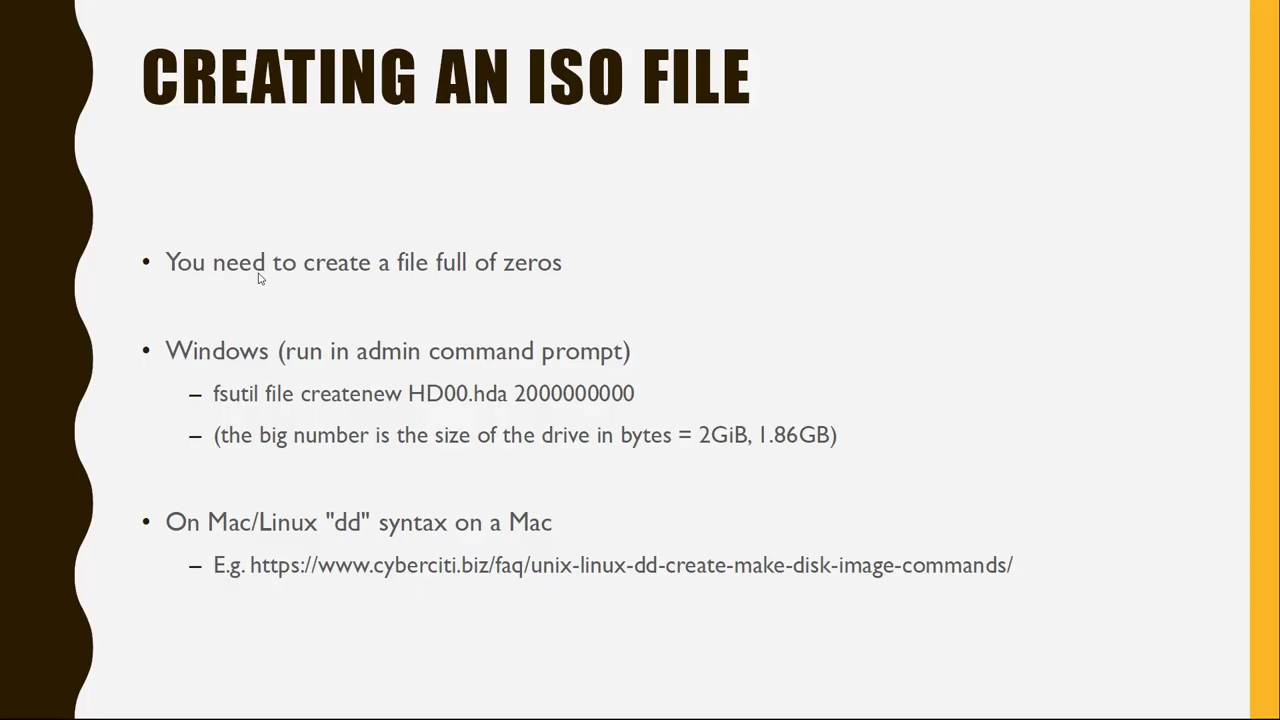 CREATING AN ISO FILE
• You need to create a file full of zeros
• Windows (run in admin command prompt)
– fsutil file createnew HD00.hda 2000000000
– (the big number is the size of the drive in bytes = 2GiB, 1.86GB)
• On Mac/Linux "dd" syntax on a Mac
– E.g. https://www.cyberciti.biz/faq/unix-linux-dd-create-make-disk-image-commands/